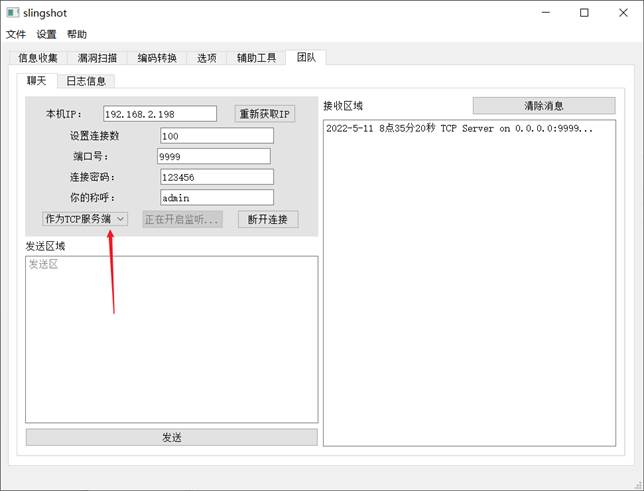 slingshot
文件 设置 帮助
信息收集 漏洞扫描 编码转换 选项 辅助工具 团队
聊天 日志信息
本机IP： 192.168.2.198 重新获取IP
设置连接数 100
端口号： 9999
连接密码： 123456
你的称呼： admin
作为TCP服务端 正在开启监听... 断开连接
发送区域
发送区
发送
接收区域 清除消息
2022-5-11 8点35分20秒 TCP Server on 0.0.0.0:9999...